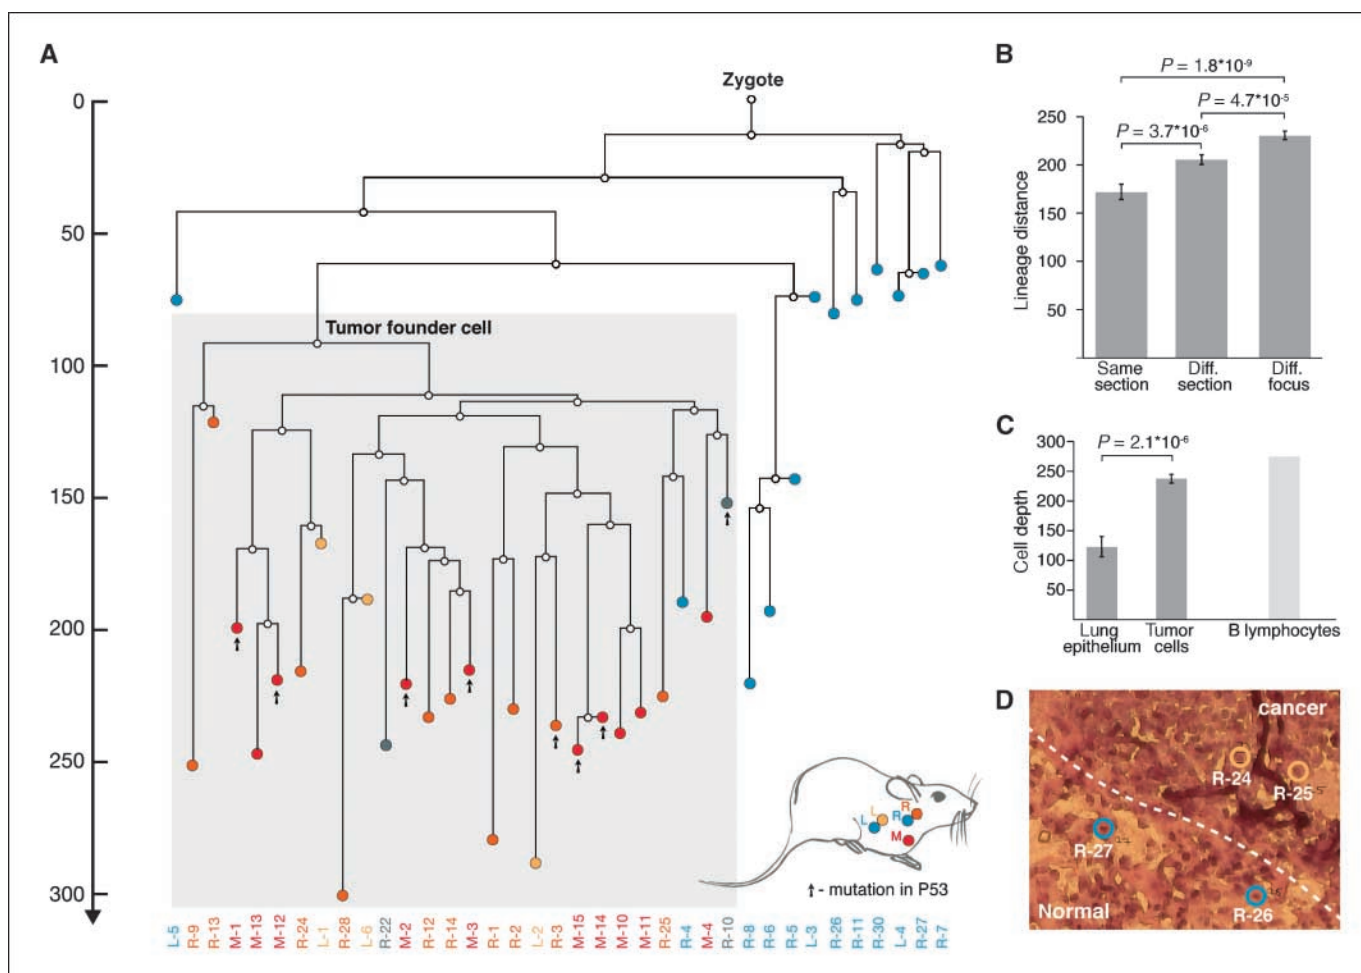 A
Zygote
0
50
100
150
200
250
300
Tumor founder cell
L
L
R
R
M
- mutation in P53
L-5
R-9
R-13
M-1
M-13
M-12
R-24
L-1
R-28
L-6
R-22
M-2
R-12
R-14
M-3
R-1
R-2
L-2
R-3
M-15
M-14
M-10
M-11
R-25
R-4
M-4
R-10
R-8
R-6
R-5
L-3
R-26
R-11
R-30
L-4
R-27
R-7
B
P = 1.8*10-9
P = 4.7*10-5
P = 3.7*10-6
Lineage distance
250
200
150
100
50
Same
section
Diff.
section
Diff.
focus
C
P = 2.1*10-6
Cell depth
300
250
200
150
100
50
Lung
epithelium
Tumor
cells
B lymphocytes
D
cancer
R-24
R-25
R-27
R-26
Normal